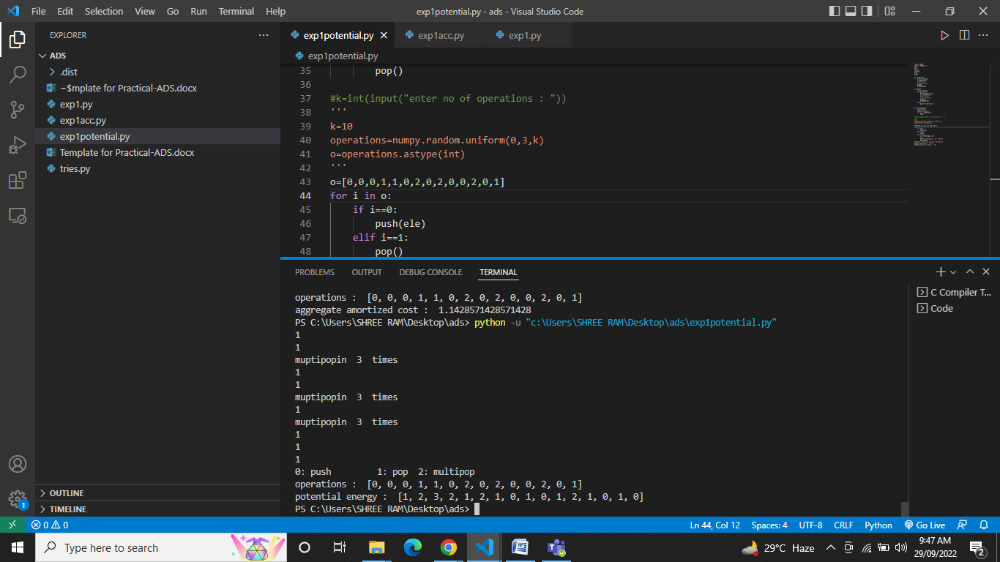 File Edit Selection View Go Run Terminal Help
exp1potential.py - ads - Visual Studio Code
EXPLORER
ADS
.dist
~$mplate for Practical-ADS.docx
exp1.py
exp1acc.py
exp1potential.py
Template for Practical-ADS.docx
tries.py
OUTLINE
TIMELINE
exp1potential.py exp1acc.py exp1.py
exp1potential.py
35 pop()
36
37 #k=int(input("enter no of operations : "))
38 '''
39 k=10
40 operations=numpy.random.uniform(0,3,k)
41 o=operations.astype(int)
42 '''
43 o=[0,0,0,1,1,0,2,0,2,0,0,2,0,1]
44 for i in o:
45 if i==0:
46 push(ele)
47 elif i==1:
48 pop()
PROBLEMS OUTPUT DEBUG CONSOLE TERMINAL
operations :  [0, 0, 0, 1, 1, 0, 2, 0, 2, 0, 0, 2, 0, 1]
aggregate amortized cost :  1.1428571428571428
PS C:\Users\SHREE RAM\Desktop\ads> python -u "c:\Users\SHREE RAM\Desktop\ads\exp1potential.py"
1
1
muptipopin  3  times
1
1
muptipopin  3  times
1
muptipopin  3  times
1
1
1
0: push         1: pop  2: multipop
operations :  [0, 0, 0, 1, 1, 0, 2, 0, 2, 0, 0, 2, 0, 1]
potential energy :  [1, 2, 3, 2, 1, 2, 1, 0, 1, 0, 1, 2, 1, 0, 1, 0]
PS C:\Users\SHREE RAM\Desktop\ads>
C Compiler T...
Code
1
0 0
Ln 44, Col 12 Spaces: 4 UTF-8 CRLF Python Go Live
Type here to search
29°C Haze
9:47 AM
29/09/2022
2